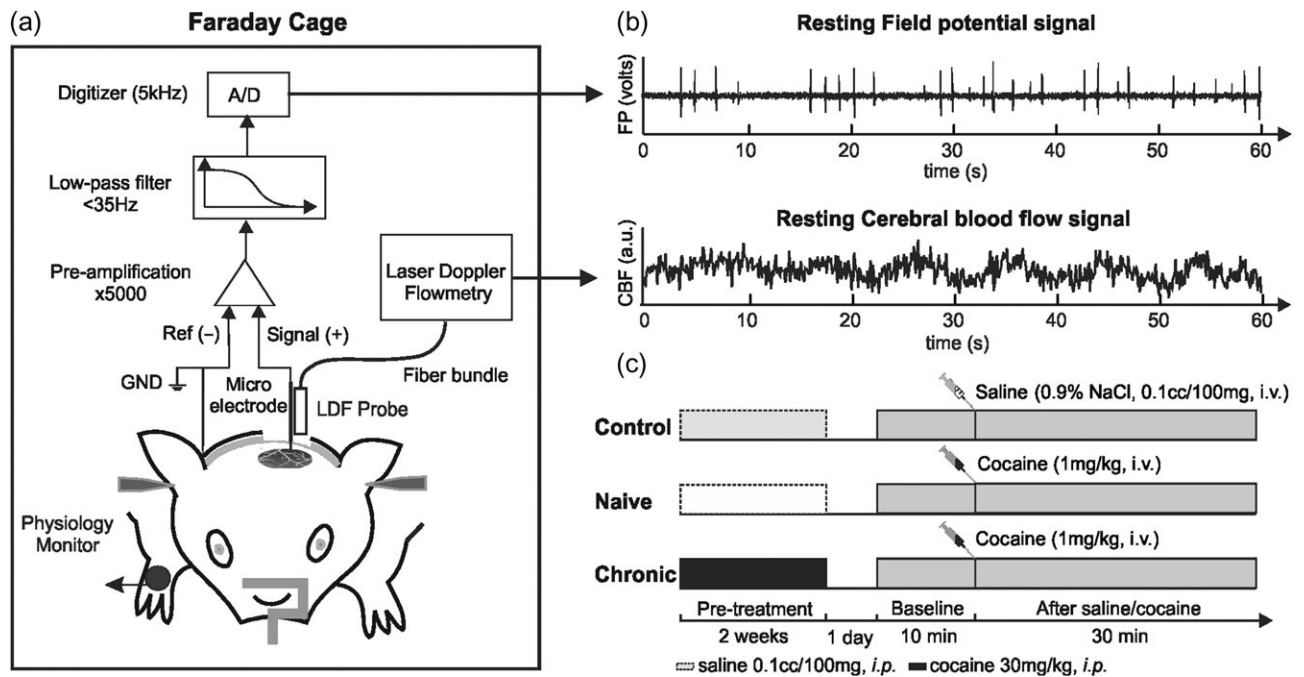 (a)
Faraday Cage
Digitizer (5kHz)
A/D
Low-pass filter
<35Hz
Pre-amplification
x5000
Laser Doppler
Flowmetry
Ref (–)
Signal (+)
GND
Micro
electrode
Fiber bundle
LDF Probe
Physiology
Monitor
(b)
Resting Field potential signal
FP (volts)
0 10 20 30 40 50 60
time (s)
Resting Cerebral blood flow signal
CBF (a.u.)
0 10 20 30 40 50 60
time (s)
(c)
Saline (0.9% NaCl, 0.1cc/100mg, i.v.)
Control
Cocaine (1mg/kg, i.v.)
Naive
Cocaine (1mg/kg, i.v.)
Chronic
Pre-treatment Baseline After saline/cocaine
2 weeks 1 day 10 min 30 min
saline 0.1cc/100mg, i.p. cocaine 30mg/kg, i.p.